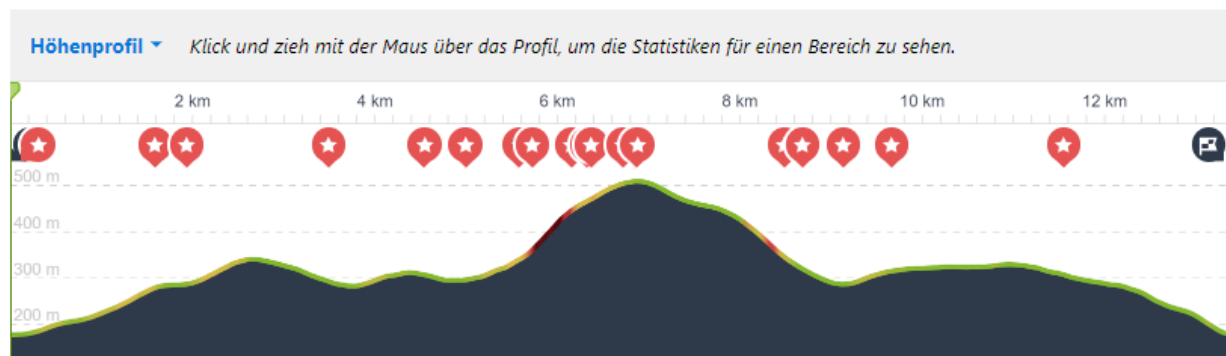 Höhenprofil Klick und zieh mit der Maus über das Profil, um die Statistiken für einen Bereich zu sehen.
2 km 4 km 6 km 8 km 10 km 12 km
500 m
400 m
300 m
200 m